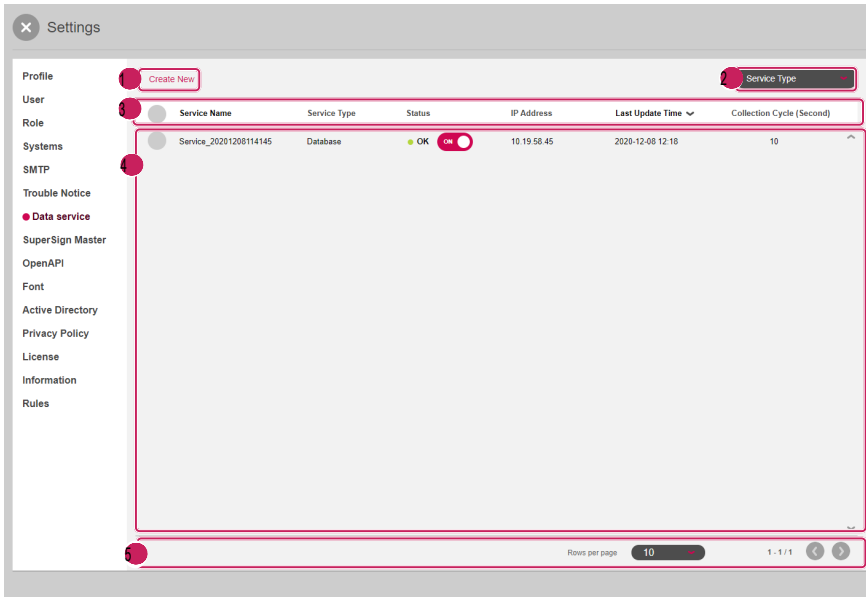 Settings
Profile
User
Role
Systems
SMTP
Trouble Notice
Data service
SuperSign Master
OpenAPI
Font
Active Directory
Privacy Policy
License
Information
Rules
1 Create New
2 Service Type
3 Service Name Service Type Status IP Address Last Update Time Collection Cycle (Second)
4 Service_20201208114145 Database OK ON 10.19.58.45 2020-12-08 12:18 10
5 Rows per page 10 1 - 1 / 1